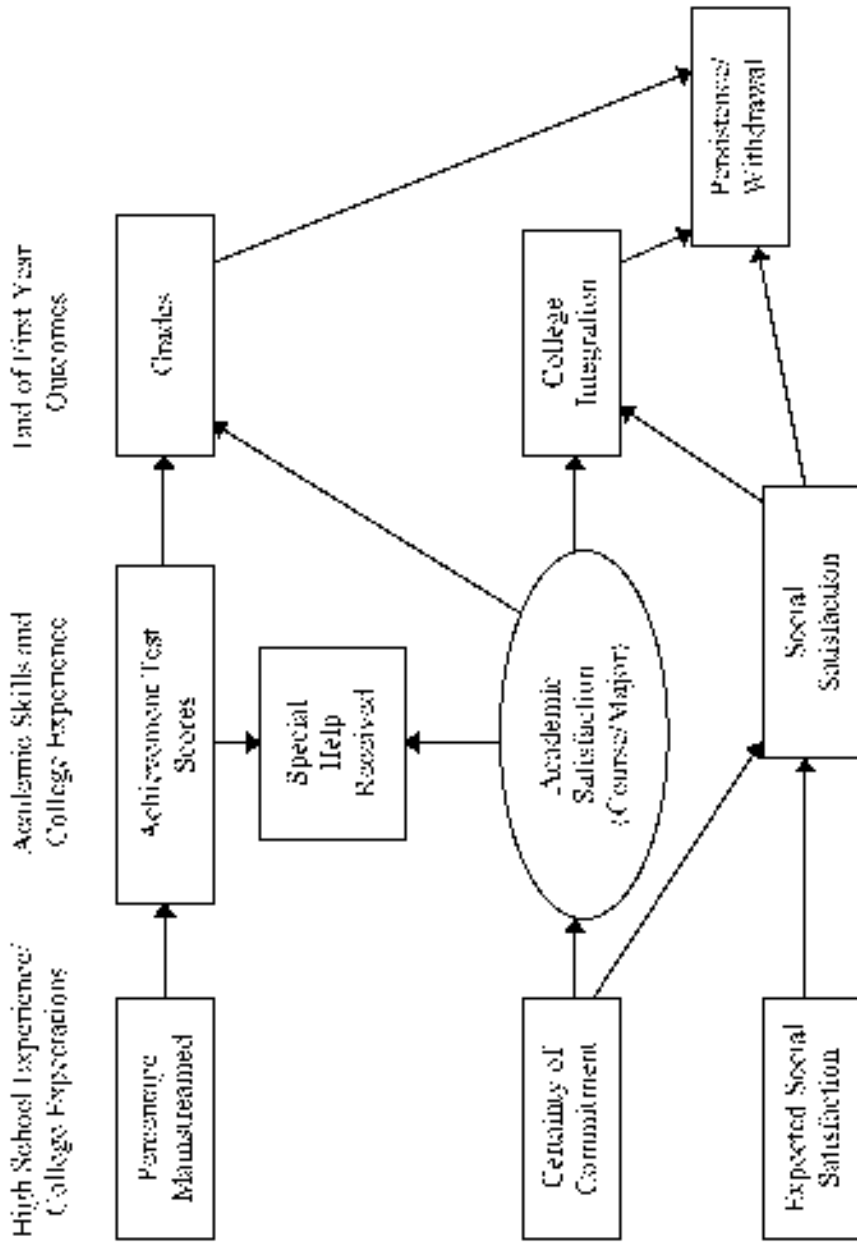 High School Experience/
College Expectations
Academic Skills and
College Experience
End of First Year
Outcomes
Percentage
Mainstreamed
Achievement Test
Scores
Grades
Special
Help
Received
Certainty of
Commitment
Academic
Satisfaction
(Course/Major)
College
Integration
Persistence/
Withdrawal
Expected Social
Satisfaction
Social
Satisfaction